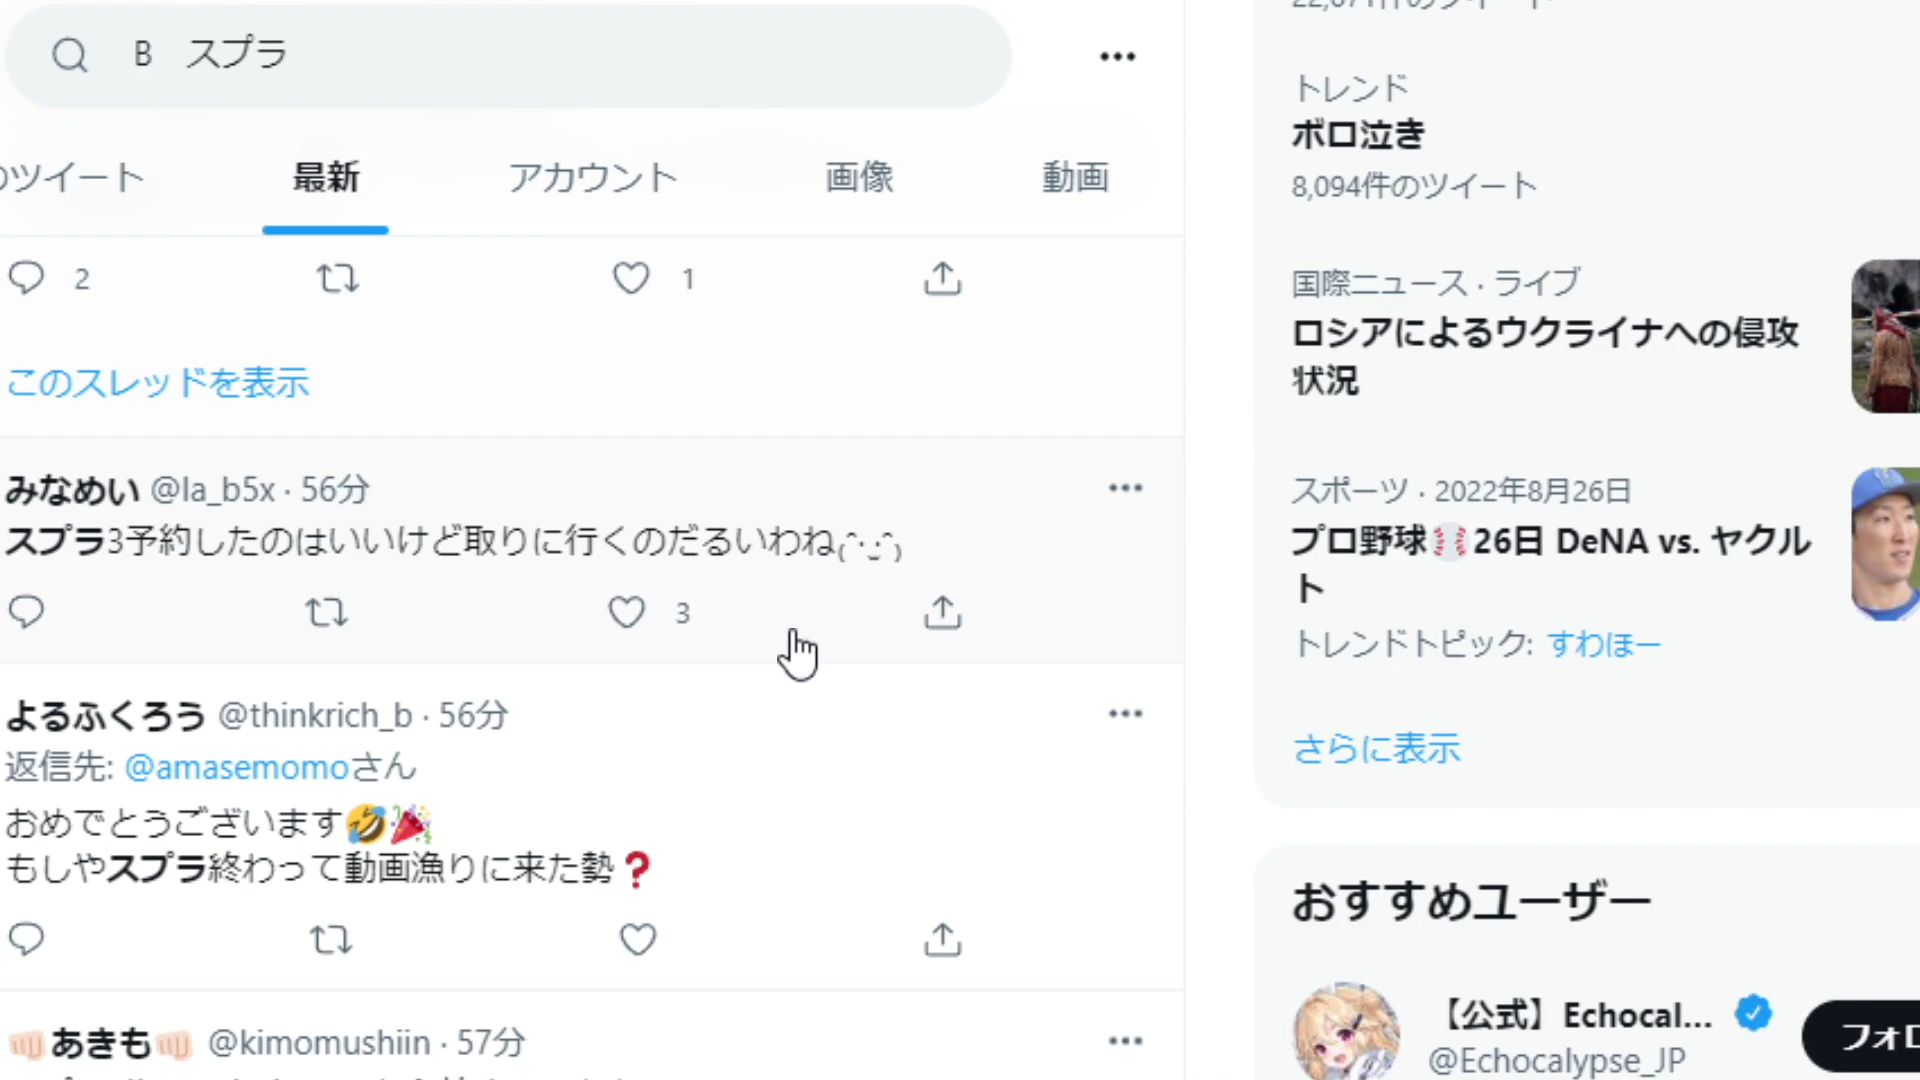 B スプラ
ツイート
最新
アカウント
画像
動画
2
1
このスレッドを表示
みなめい @la_b5x · 56分
スプラ3予約したのはいいけど取りに行くのだるいわね
3
よるふくろう @thinkrich_b · 56分
返信先: @amasemomoさん
おめでとうございます🤣🎉
もしやスプラ終わって動画漁りに来た勢❓
👊🏻あきも👊🏻 @kimomushiin · 57分
トレンド
ボロ泣き
8,094件のツイート
国際ニュース · ライブ
ロシアによるウクライナへの侵攻
状況
スポーツ · 2022年8月26日
プロ野球⚾26日 DeNA vs. ヤクル
ト
トレンドトピック: すわほー
さらに表示
おすすめユーザー
【公式】Echocal...
@Echocalypse_JP
フォロ